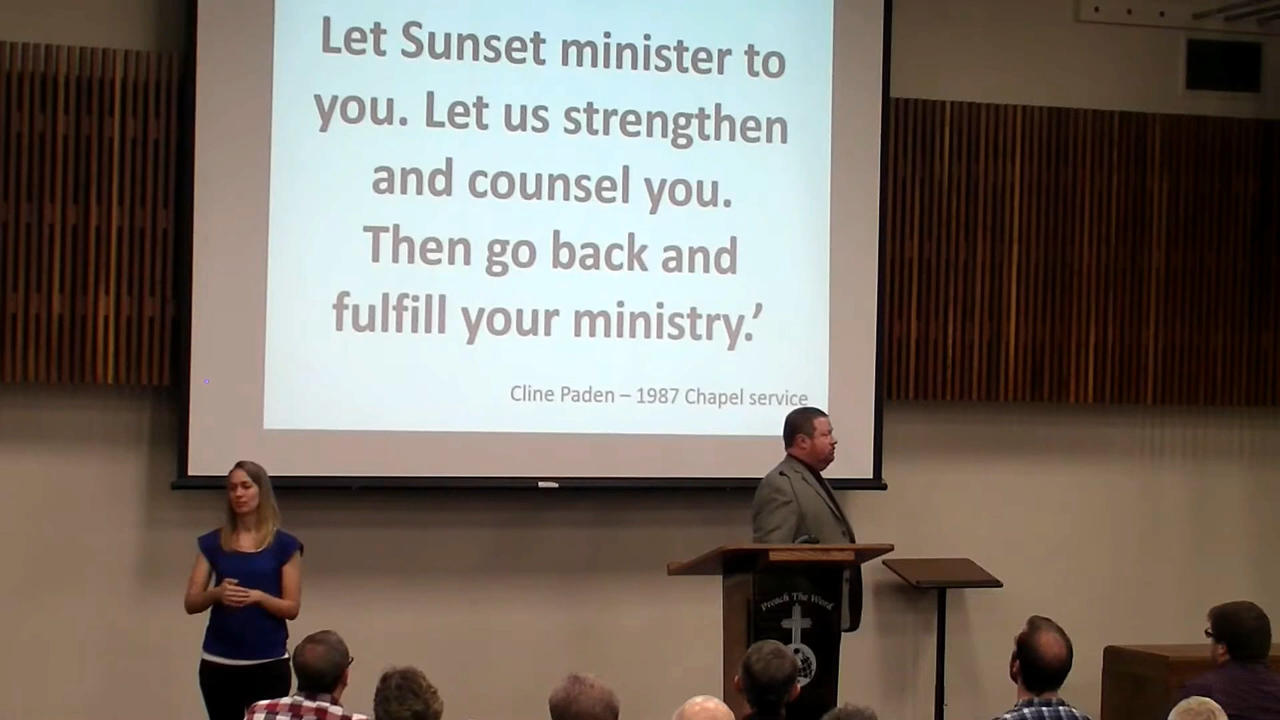 Let Sunset minister to
you. Let us strengthen
and counsel you.
Then go back and
fulfill your ministry.’
Cline Paden – 1987 Chapel service
Preach The Word